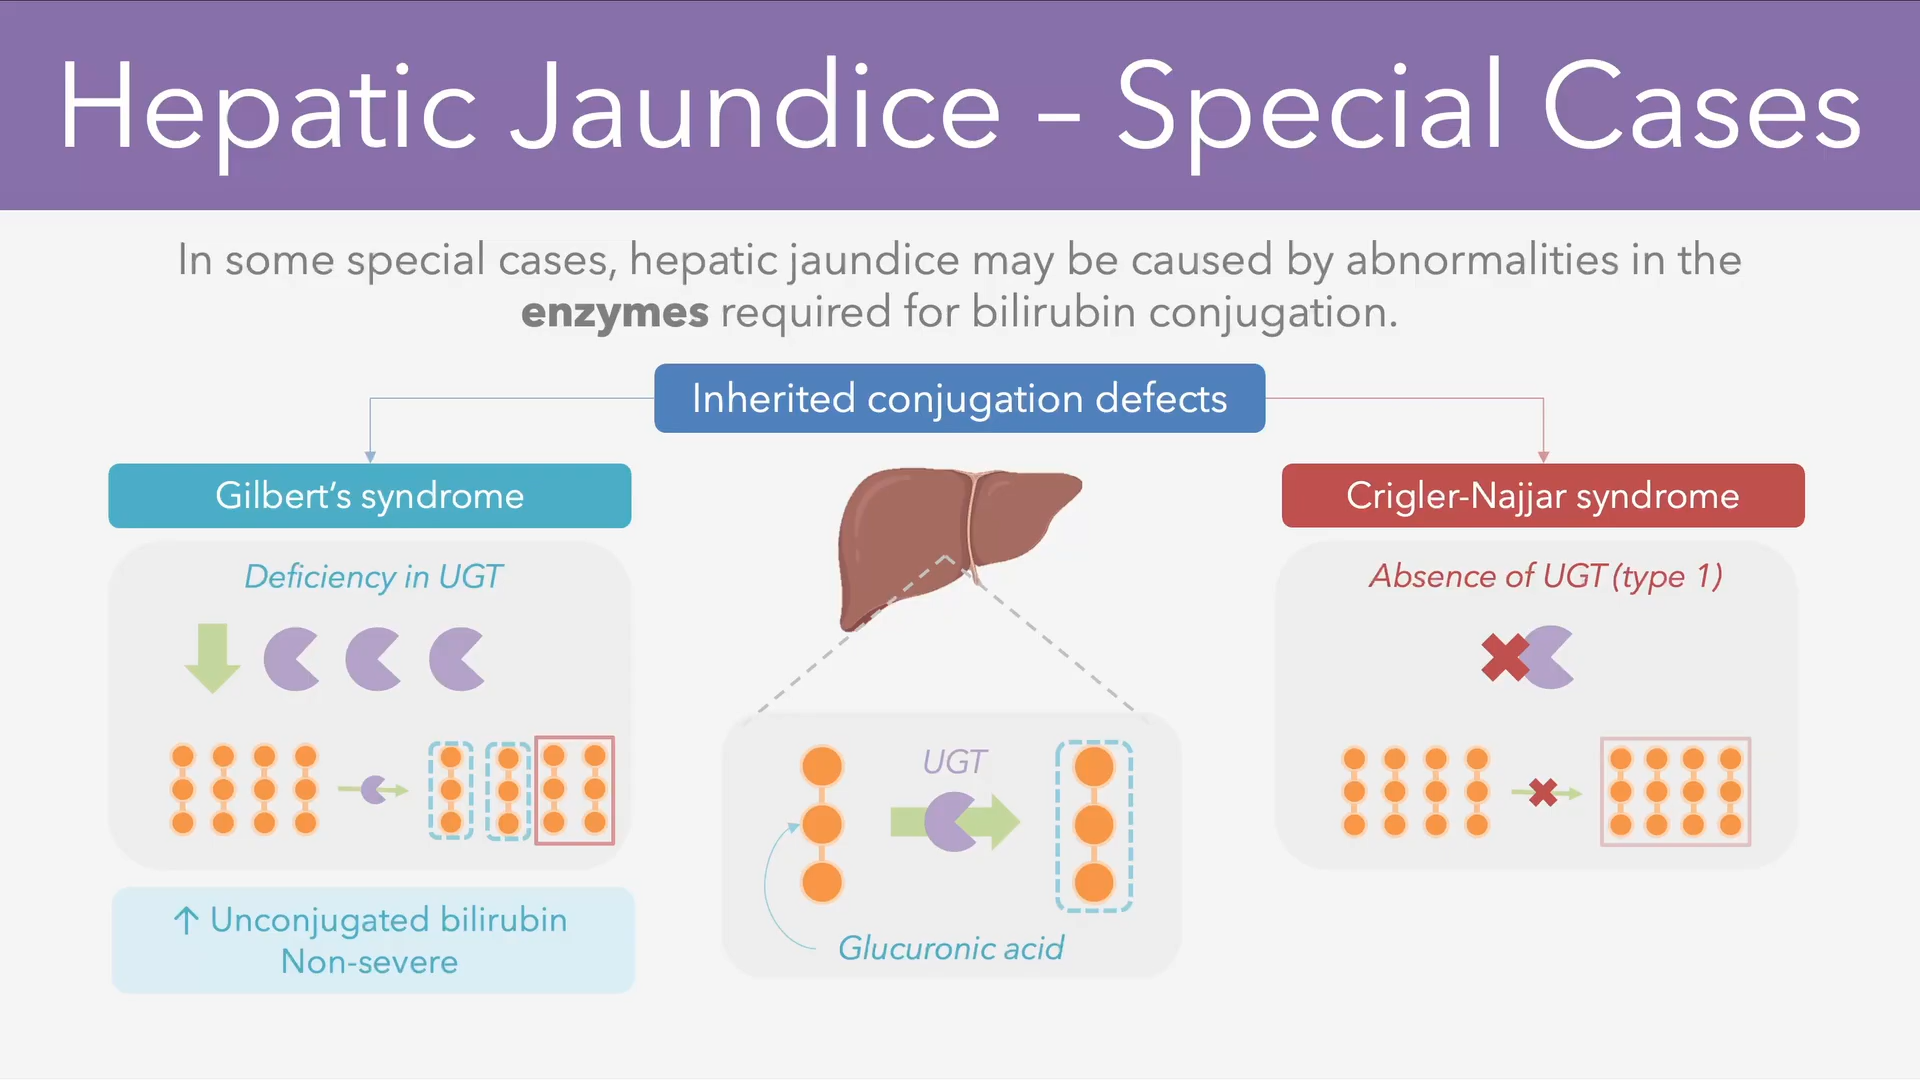 Hepatic Jaundice – Special Cases
In some special cases, hepatic jaundice may be caused by abnormalities in the
enzymes required for bilirubin conjugation.
Inherited conjugation defects
Gilbert’s syndrome
Crigler-Najjar syndrome
Deficiency in UGT
Absence of UGT (type 1)
UGT
Glucuronic acid
↑ Unconjugated bilirubin
Non-severe